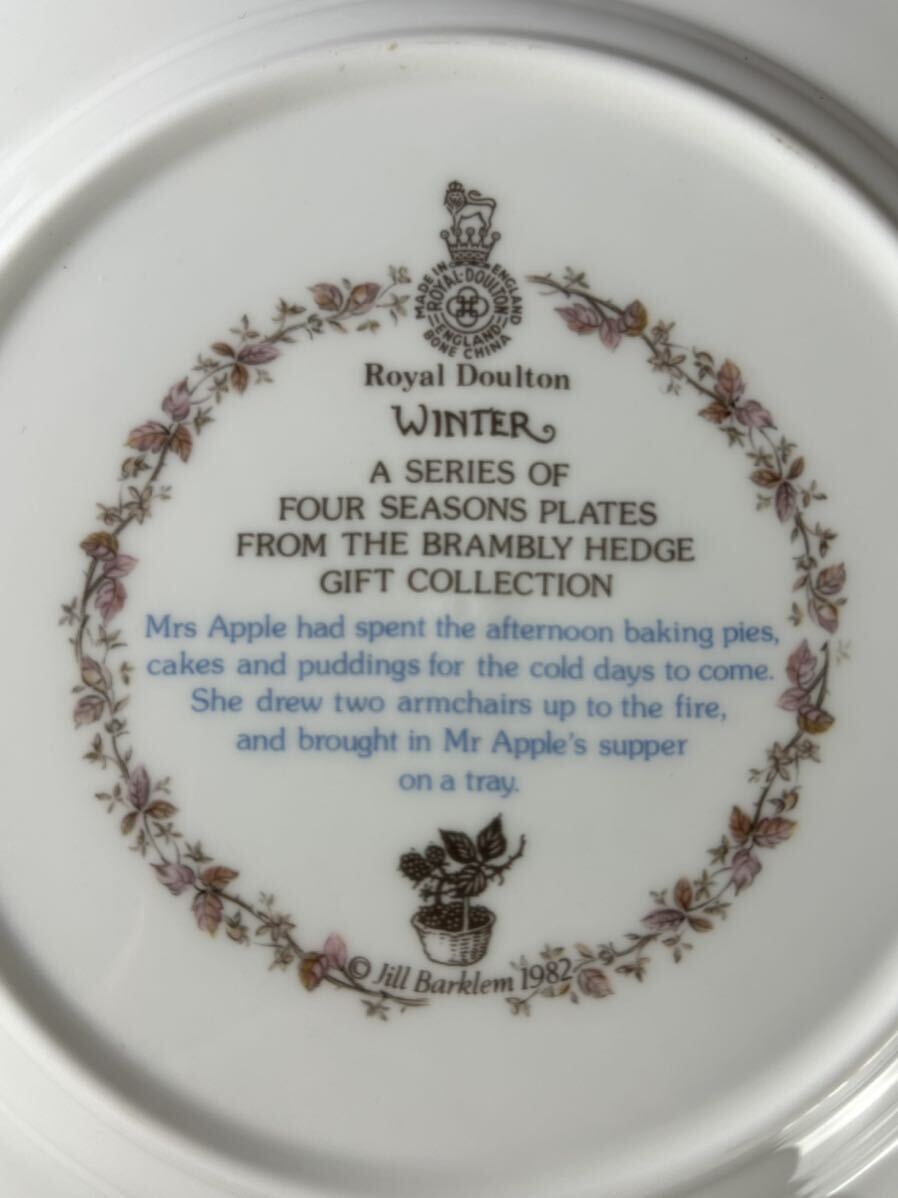 MADE IN ENGLAND
ROYAL·DOULTON
ENGLAND
BONE CHINA
Royal Doulton
WINTER
A SERIES OF
FOUR SEASONS PLATES
FROM THE BRAMBLY HEDGE
GIFT COLLECTION
Mrs Apple had spent the afternoon baking pies,
cakes and puddings for the cold days to come.
She drew two armchairs up to the fire,
and brought in Mr Apple's supper
on a tray.
© Jill Barklem 1982